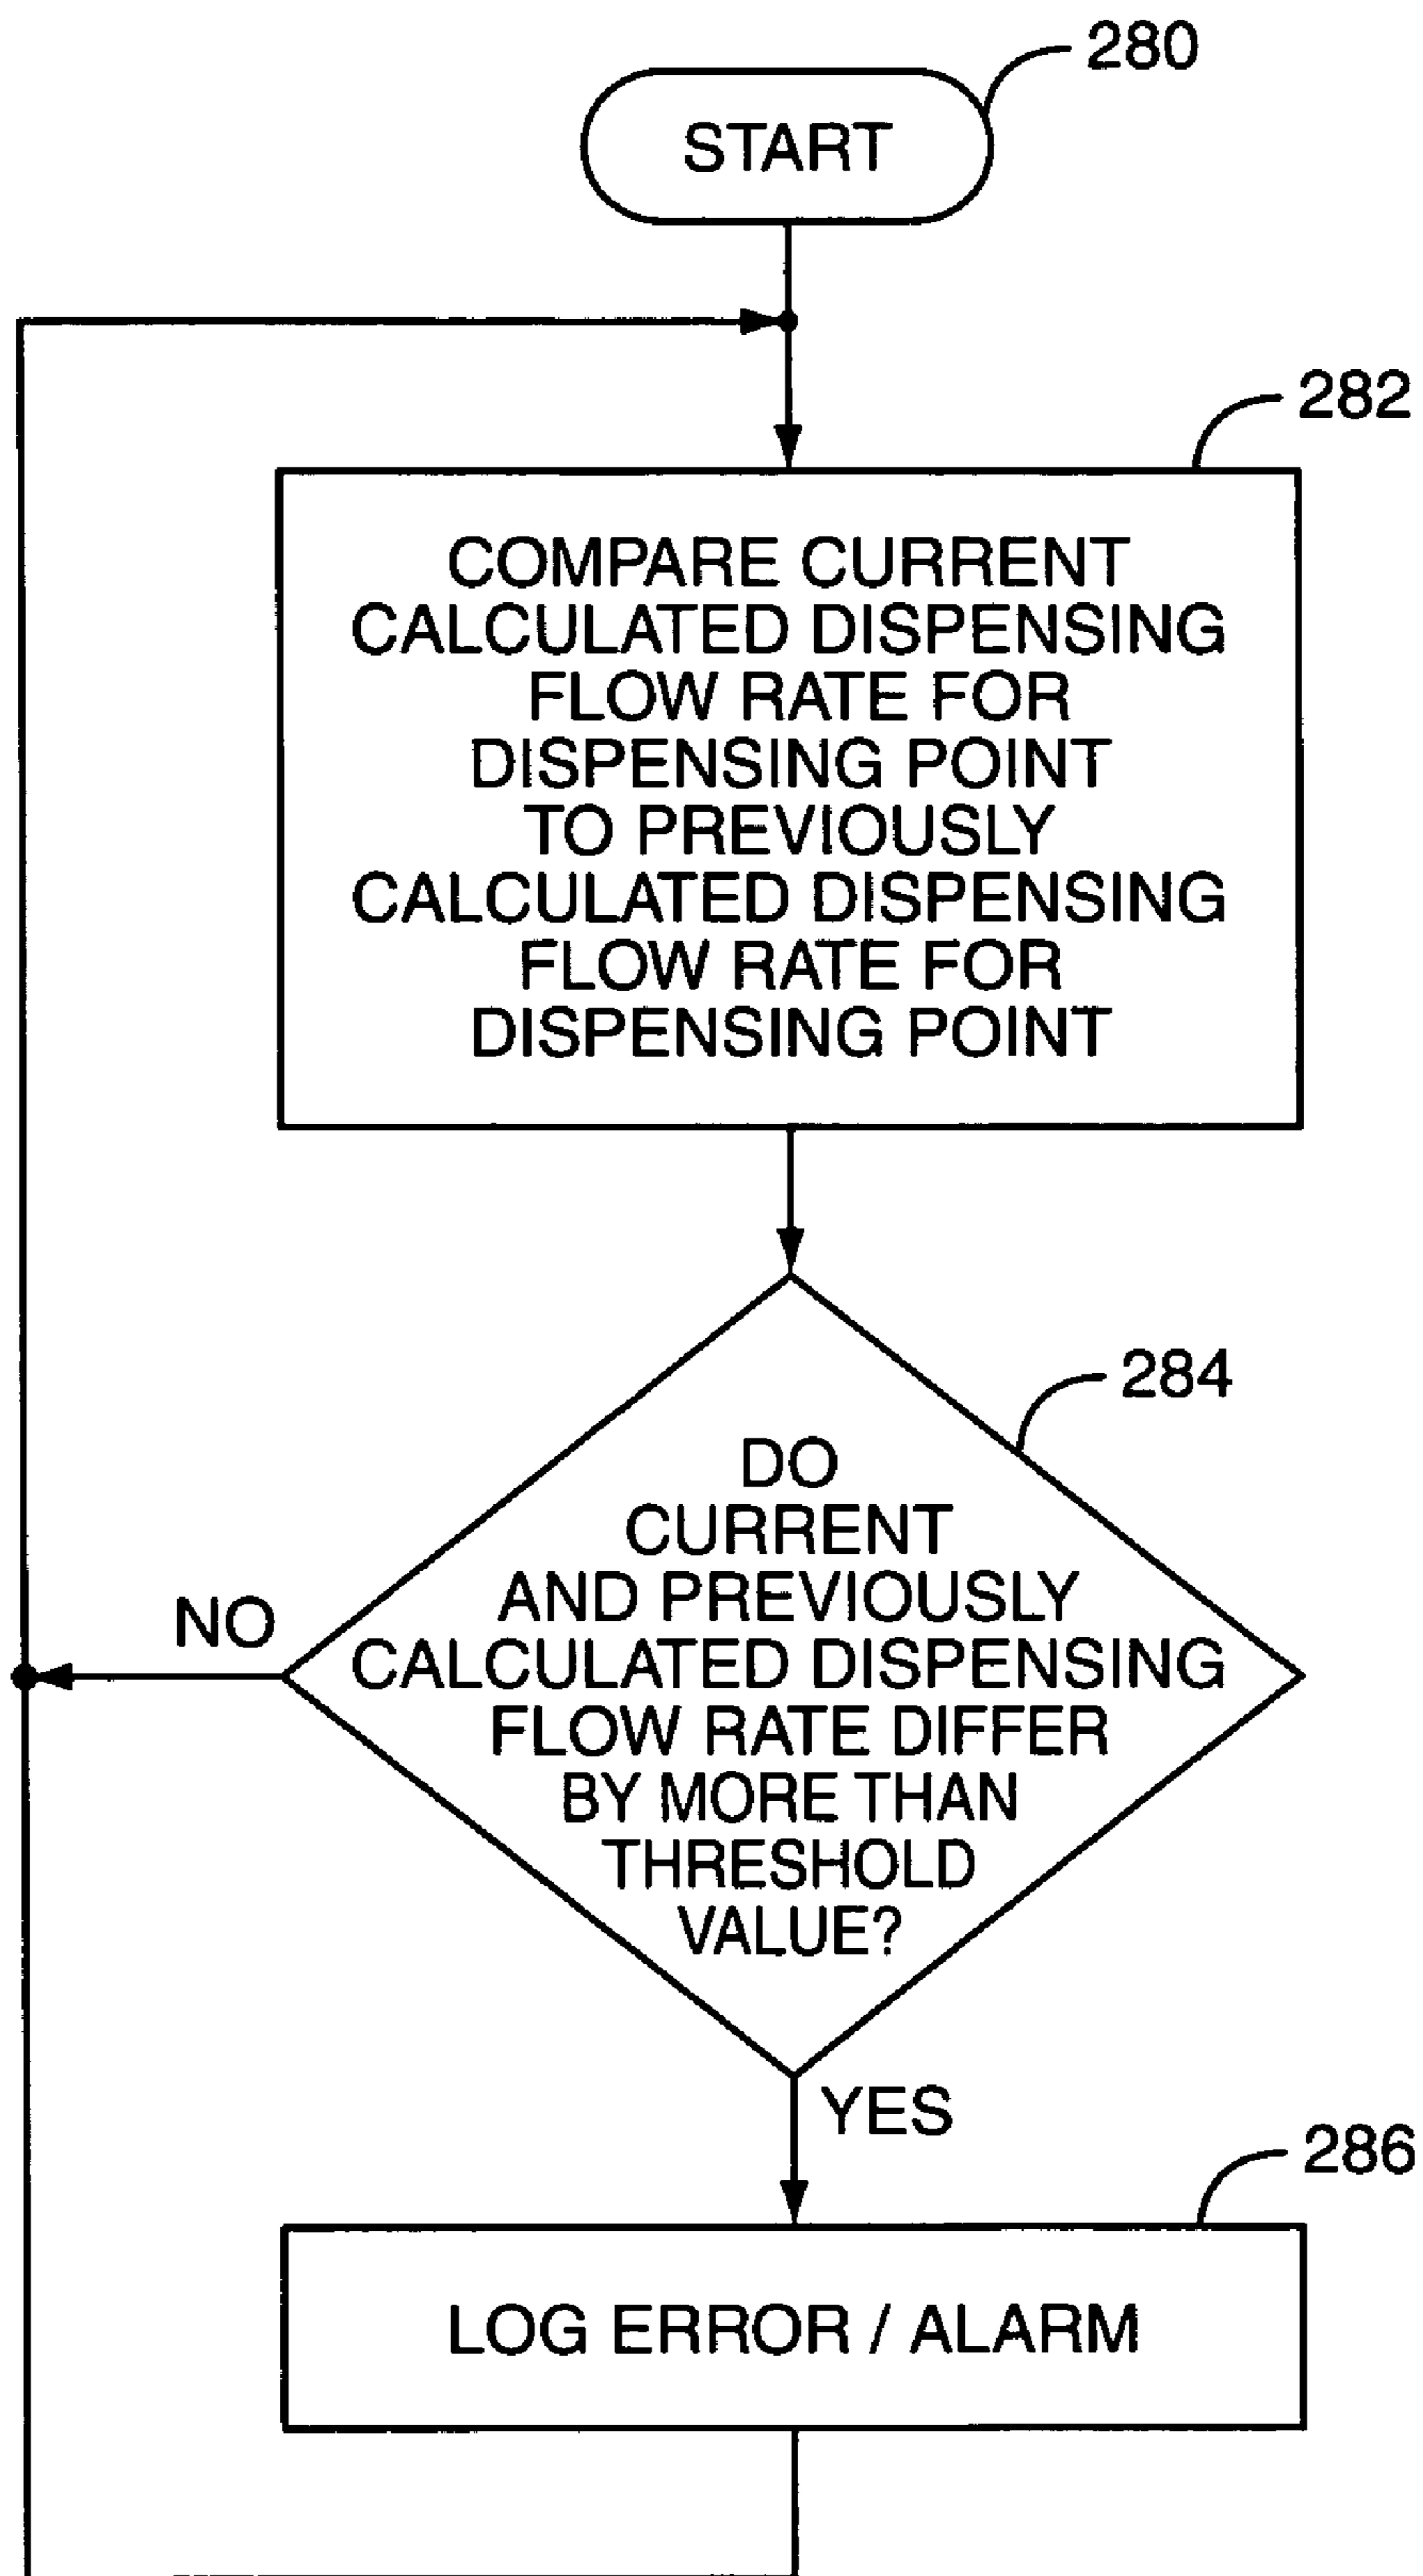 280
START
282
COMPARE CURRENT
CALCULATED DISPENSING
FLOW RATE FOR
DISPENSING POINT
TO PREVIOUSLY
CALCULATED DISPENSING
FLOW RATE FOR
DISPENSING POINT
284
DO
CURRENT
AND PREVIOUSLY
CALCULATED DISPENSING
FLOW RATE DIFFER
BY MORE THAN
THRESHOLD
VALUE?
NO
YES
286
LOG ERROR / ALARM